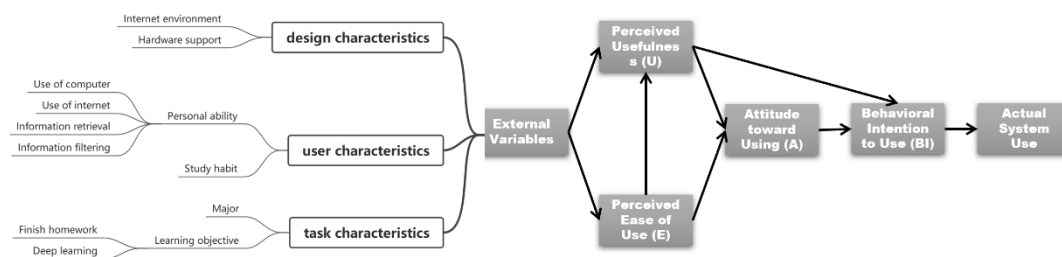 Internet environment
Hardware support
design characteristics
Use of computer
Use of internet
Information retrieval
Information filtering
Personal ability
Study habit
user characteristics
Major
Finish homework
Learning objective
Deep learning
task characteristics
External
Variables
Perceived
Usefulnes
s (U)
Perceived
Ease of
Use (E)
Attitude
toward
Using (A)
Behavioral
Intention
to Use (BI)
Actual
System
Use